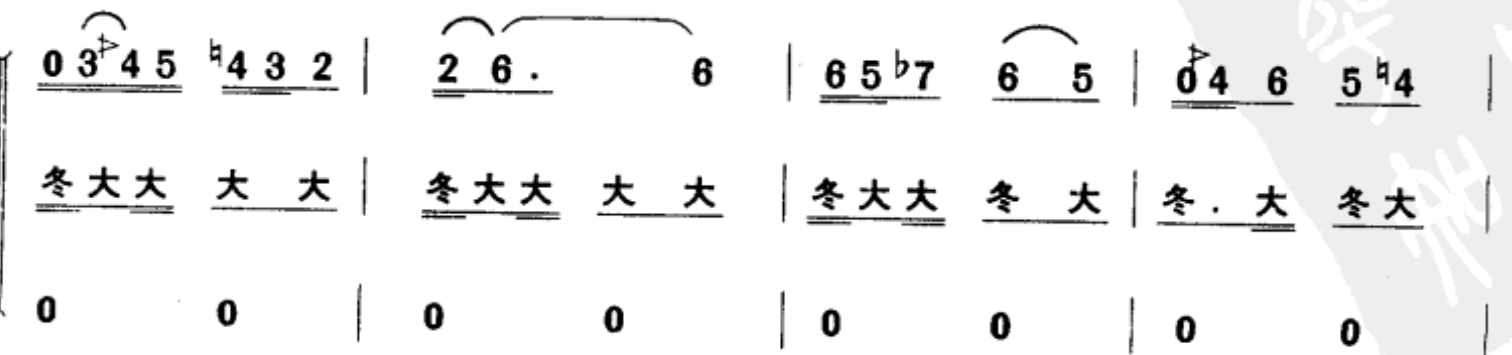 0 3 4 5 ♮4 3 2 | 2 6 . 6 | 6 5 ♭7 6 5 | 0 4 6 5 ♮4 |
冬 大 大 大 大 | 冬 大 大 大 大 | 冬 大 大 冬 大 | 冬 . 大 冬 大 |
0 0 | 0 0 | 0 0 | 0 0 |